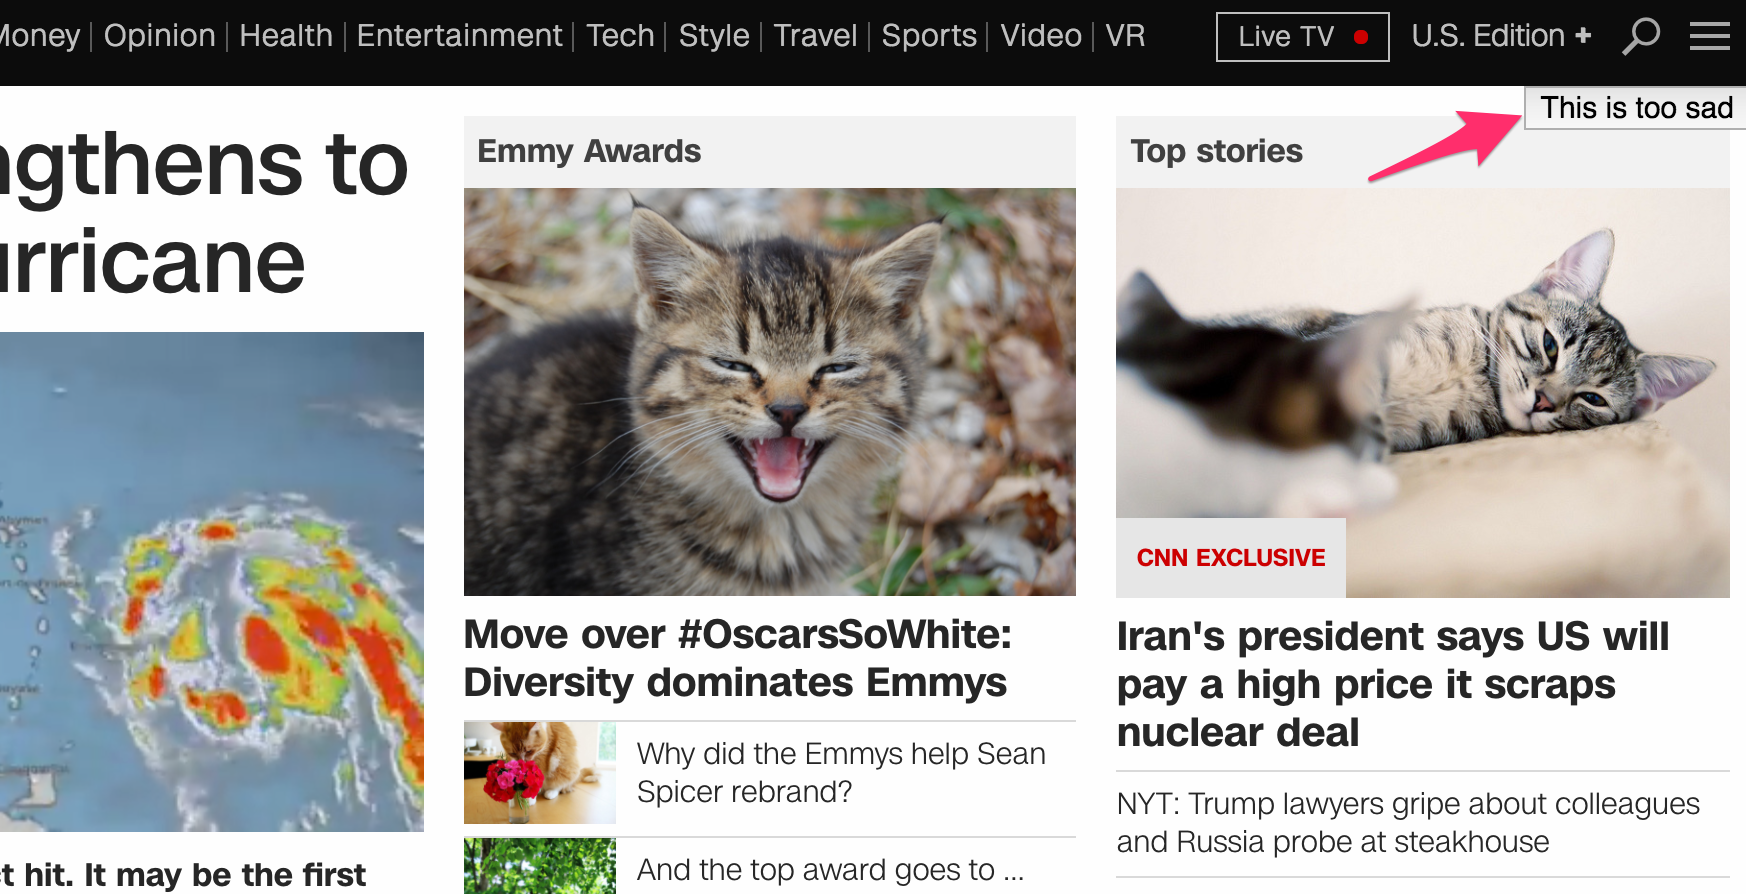 Money Opinion Health Entertainment Tech Style Travel Sports Video VR Live TV U.S. Edition +
This is too sad
ngthens to
urricane
t hit. It may be the first
Emmy Awards
Move over #OscarsSoWhite:
Diversity dominates Emmys
Why did the Emmys help Sean
Spicer rebrand?
And the top award goes to ...
Top stories
CNN EXCLUSIVE
Iran's president says US will
pay a high price it scraps
nuclear deal
NYT: Trump lawyers gripe about colleagues
and Russia probe at steakhouse